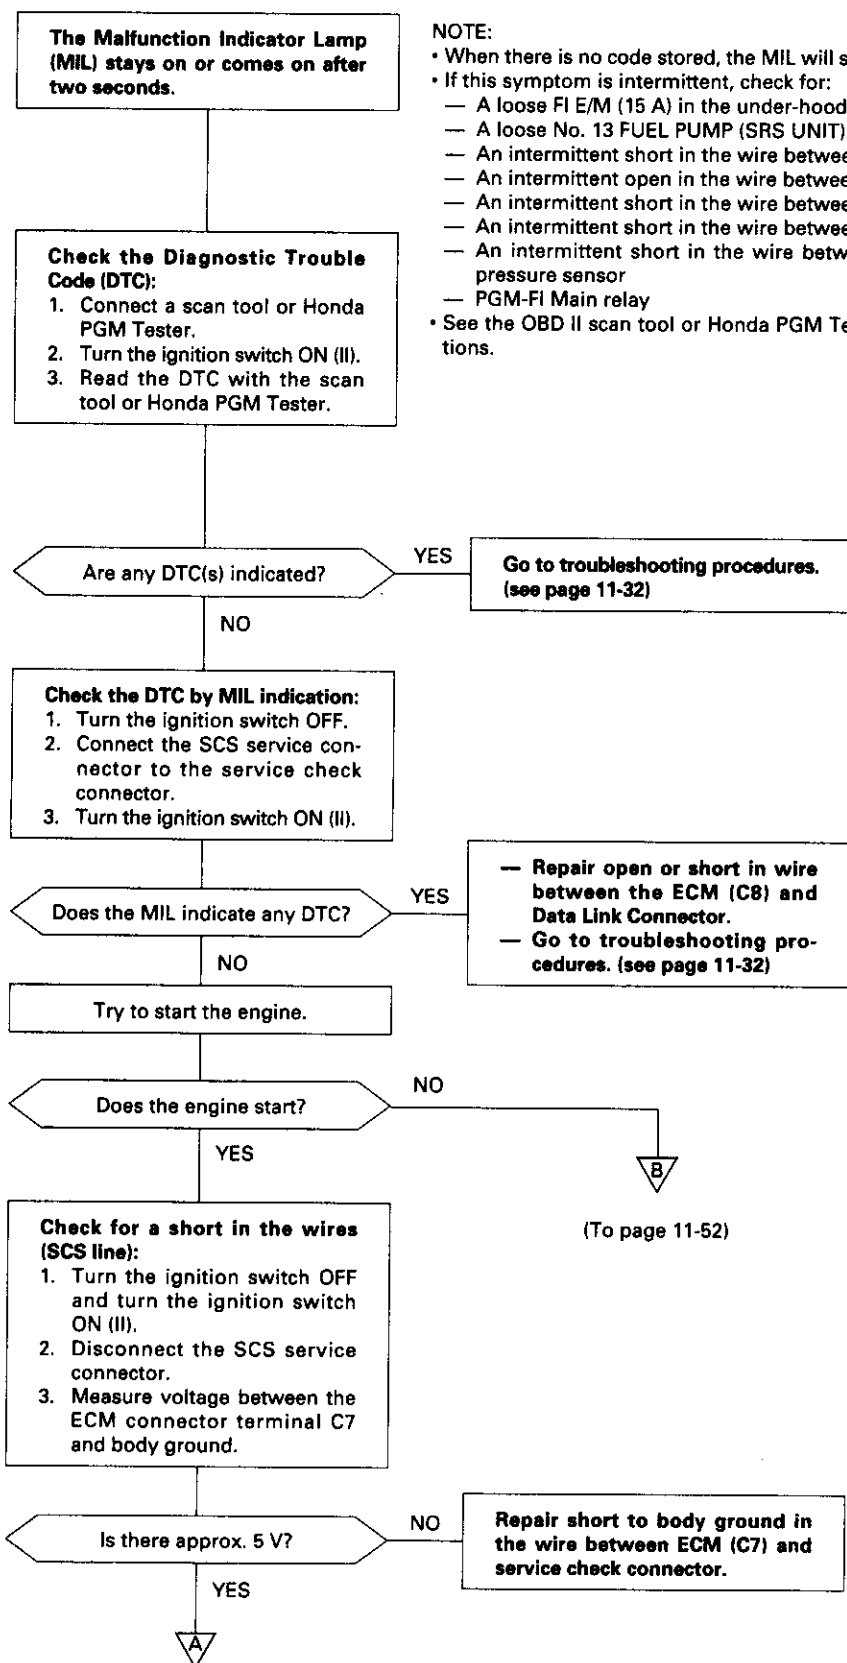 The Malfunction Indicator Lamp
(MIL) stays on or comes on after
two seconds.
NOTE:
• When there is no code stored, the MIL will s
• If this symptom is intermittent, check for:
— A loose FI E/M (15 A) in the under-hood
— A loose No. 13 FUEL PUMP (SRS UNIT)
— An intermittent short in the wire betwee
— An intermittent open in the wire betwee
— An intermittent short in the wire betwee
— An intermittent short in the wire betwee
— An intermittent short in the wire betw
pressure sensor
— PGM-FI Main relay
• See the OBD II scan tool or Honda PGM Te
tions.
Check the Diagnostic Trouble
Code (DTC):
1. Connect a scan tool or Honda
PGM Tester.
2. Turn the ignition switch ON (II).
3. Read the DTC with the scan
tool or Honda PGM Tester.
Are any DTC(s) indicated?
YES
Go to troubleshooting procedures.
(see page 11-32)
NO
Check the DTC by MIL indication:
1. Turn the ignition switch OFF.
2. Connect the SCS service con-
nector to the service check
connector.
3. Turn the ignition switch ON (II).
Does the MIL indicate any DTC?
YES
— Repair open or short in wire
between the ECM (C8) and
Data Link Connector.
— Go to troubleshooting pro-
cedures. (see page 11-32)
NO
Try to start the engine.
Does the engine start?
NO
B
(To page 11-52)
YES
Check for a short in the wires
(SCS line):
1. Turn the ignition switch OFF
and turn the ignition switch
ON (II).
2. Disconnect the SCS service
connector.
3. Measure voltage between the
ECM connector terminal C7
and body ground.
Is there approx. 5 V?
NO
Repair short to body ground in
the wire between ECM (C7) and
service check connector.
YES
A